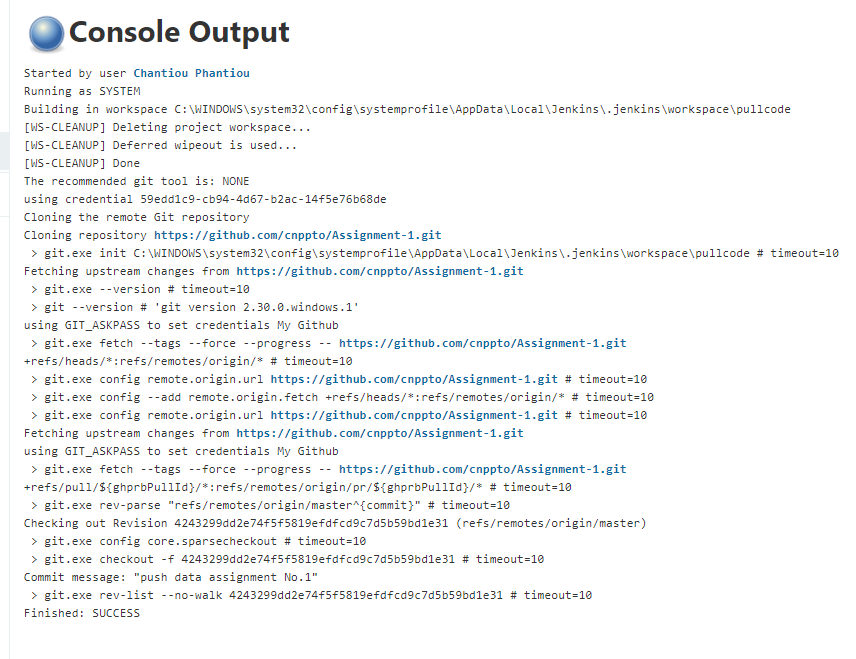 Console Output
Started by user Chantiou Phantiou
Running as SYSTEM
Building in workspace C:\WINDOWS\system32\config\systemprofile\AppData\Local\Jenkins\.jenkins\workspace\pullcode
[WS-CLEANUP] Deleting project workspace...
[WS-CLEANUP] Deferred wipeout is used...
[WS-CLEANUP] Done
The recommended git tool is: NONE
using credential 59edd1c9-cb94-4d67-b2ac-14f5e76b68de
Cloning the remote Git repository
Cloning repository https://github.com/cnppto/Assignment-1.git
 > git.exe init C:\WINDOWS\system32\config\systemprofile\AppData\Local\Jenkins\.jenkins\workspace\pullcode # timeout=10
Fetching upstream changes from https://github.com/cnppto/Assignment-1.git
 > git.exe --version # timeout=10
 > git --version # 'git version 2.30.0.windows.1'
using GIT_ASKPASS to set credentials My Github
 > git.exe fetch --tags --force --progress -- https://github.com/cnppto/Assignment-1.git
+refs/heads/*:refs/remotes/origin/* # timeout=10
 > git.exe config remote.origin.url https://github.com/cnppto/Assignment-1.git # timeout=10
 > git.exe config --add remote.origin.fetch +refs/heads/*:refs/remotes/origin/* # timeout=10
 > git.exe config remote.origin.url https://github.com/cnppto/Assignment-1.git # timeout=10
Fetching upstream changes from https://github.com/cnppto/Assignment-1.git
using GIT_ASKPASS to set credentials My Github
 > git.exe fetch --tags --force --progress -- https://github.com/cnppto/Assignment-1.git
+refs/pull/${ghprbPullId}/*:refs/remotes/origin/pr/${ghprbPullId}/* # timeout=10
 > git.exe rev-parse "refs/remotes/origin/master^{commit}" # timeout=10
Checking out Revision 4243299dd2e74f5f5819efdfcd9c7d5b59bd1e31 (refs/remotes/origin/master)
 > git.exe config core.sparsecheckout # timeout=10
 > git.exe checkout -f 4243299dd2e74f5f5819efdfcd9c7d5b59bd1e31 # timeout=10
Commit message: "push data assignment No.1"
 > git.exe rev-list --no-walk 4243299dd2e74f5f5819efdfcd9c7d5b59bd1e31 # timeout=10
Finished: SUCCESS